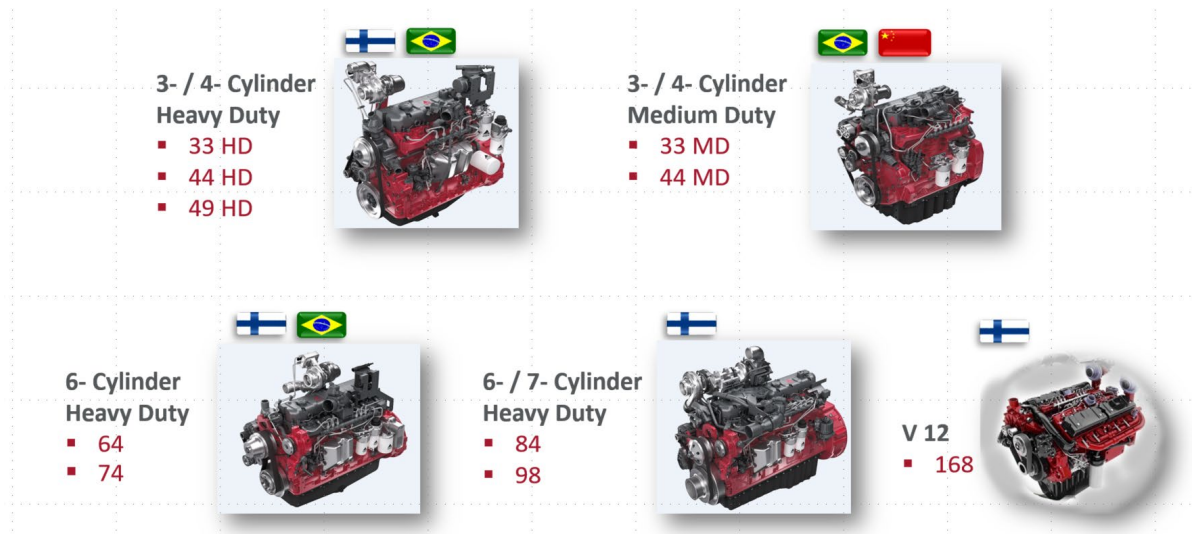 3- / 4- Cylinder
Heavy Duty
▪ 33 HD
▪ 44 HD
▪ 49 HD
3- / 4- Cylinder
Medium Duty
▪ 33 MD
▪ 44 MD
6- Cylinder
Heavy Duty
▪ 64
▪ 74
6- / 7- Cylinder
Heavy Duty
▪ 84
▪ 98
V 12
▪ 168